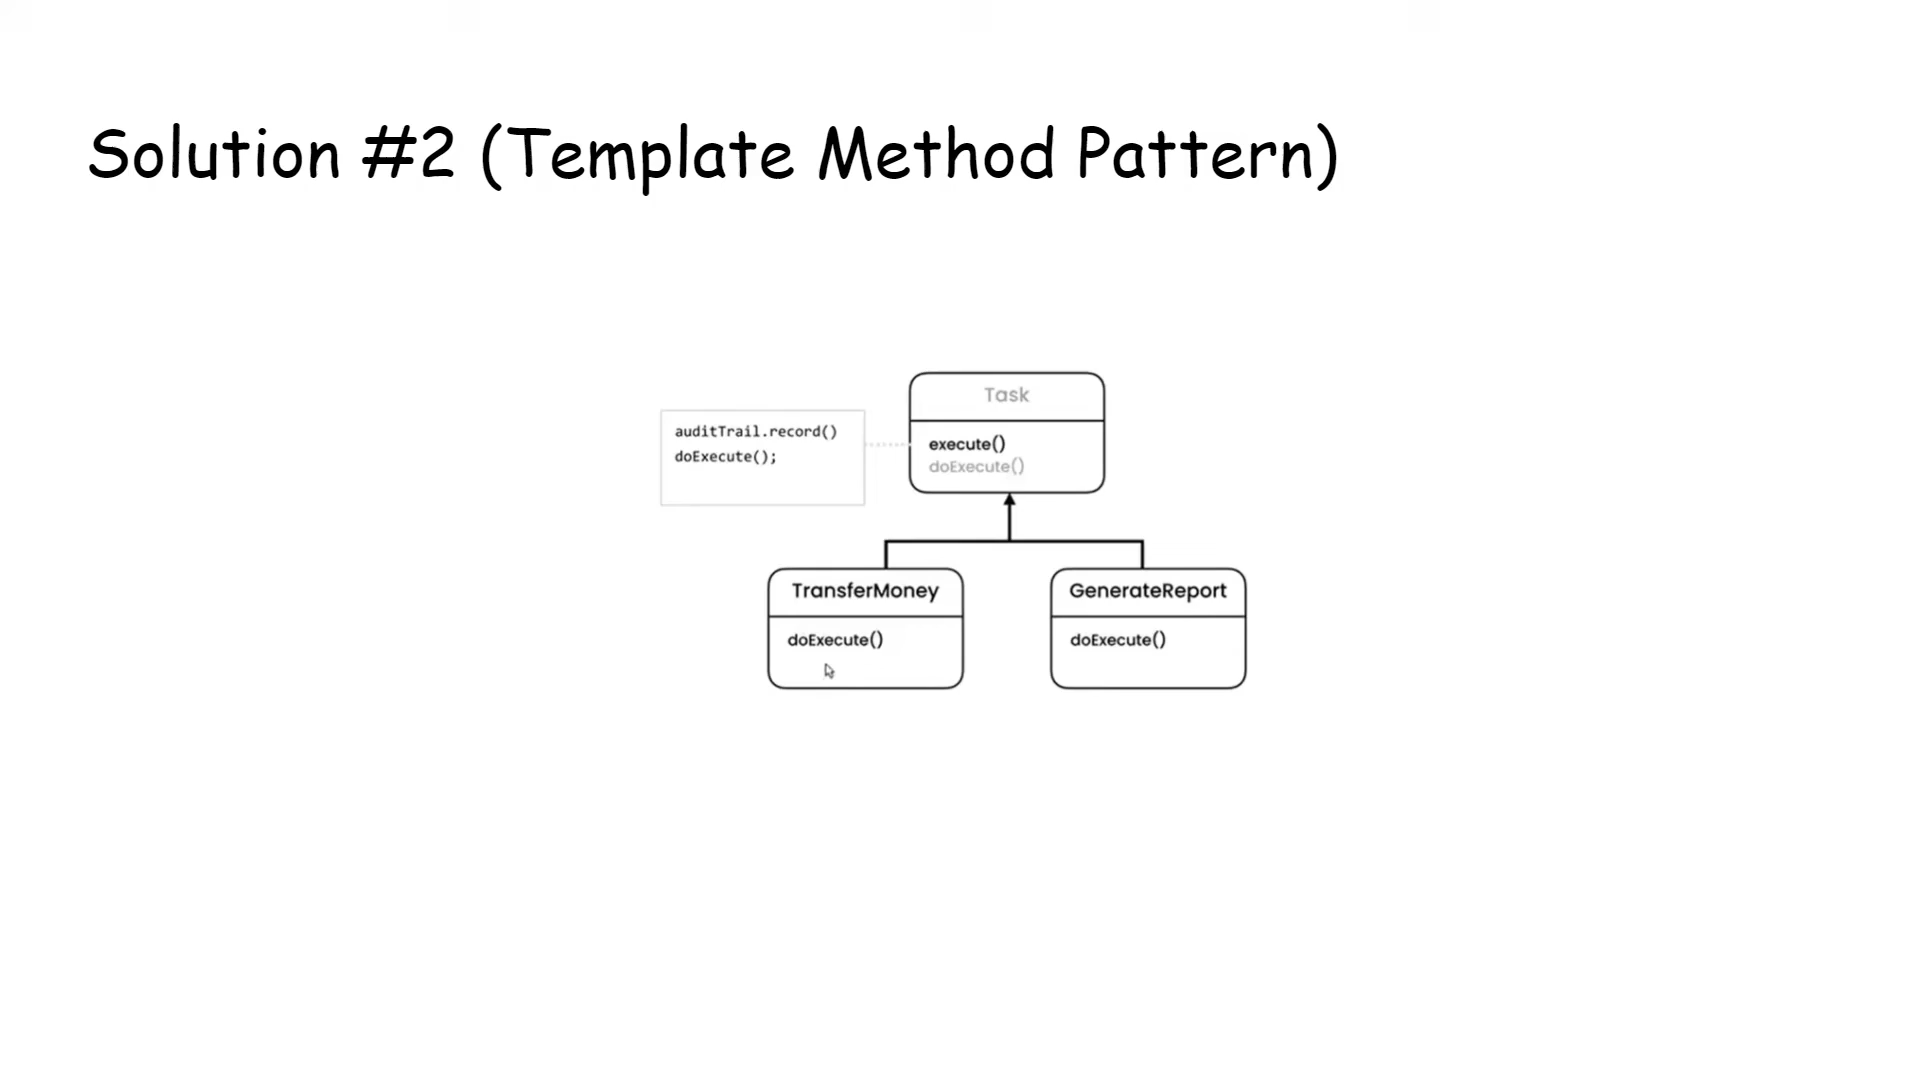 Solution #2 (Template Method Pattern)
Task
auditTrail.record()
doExecute();
execute()
doExecute()
TransferMoney
doExecute()
GenerateReport
doExecute()